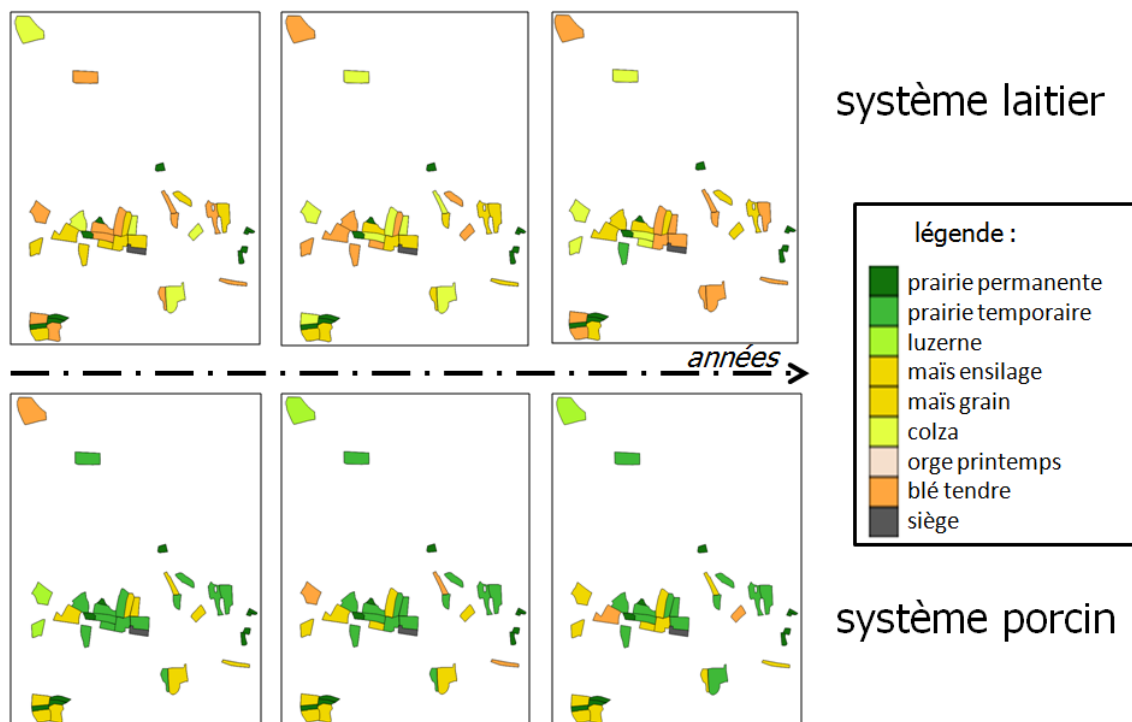 système laitier
légende :
prairie permanente
prairie temporaire
luzerne
maïs ensilage
maïs grain
colza
orge printemps
blé tendre
siège
années
système porcin